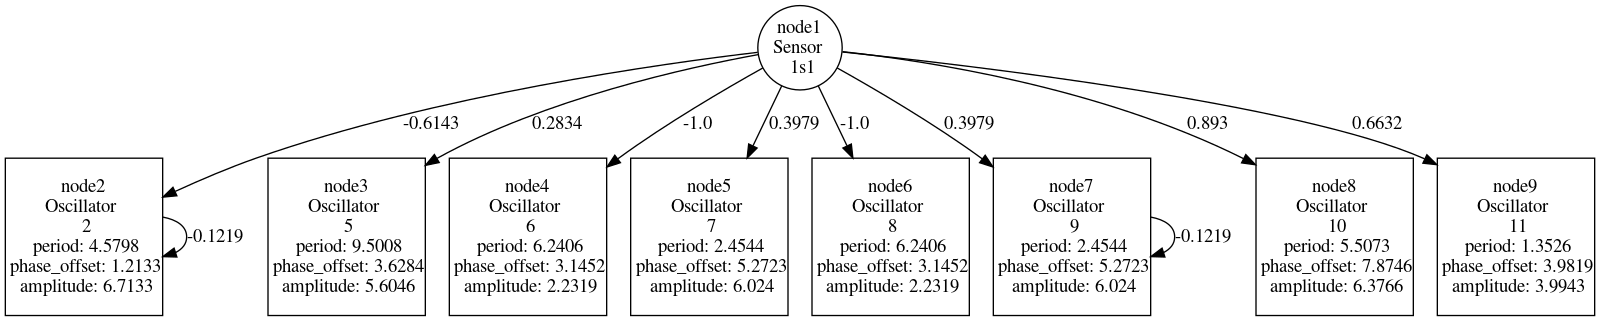 node1
Sensor
1s1
-0.6143
0.2834
-1.0
0.3979
-1.0
0.3979
0.893
0.6632
node2
Oscillator
2
period: 4.5798
phase_offset: 1.2133
amplitude: 6.7133
-0.1219
node3
Oscillator
5
period: 9.5008
phase_offset: 3.6284
amplitude: 5.6046
node4
Oscillator
6
period: 6.2406
phase_offset: 3.1452
amplitude: 2.2319
node5
Oscillator
7
period: 2.4544
phase_offset: 5.2723
amplitude: 6.024
node6
Oscillator
8
period: 6.2406
phase_offset: 3.1452
amplitude: 2.2319
node7
Oscillator
9
period: 2.4544
phase_offset: 5.2723
amplitude: 6.024
-0.1219
node8
Oscillator
10
period: 5.5073
phase_offset: 7.8746
amplitude: 6.3766
node9
Oscillator
11
period: 1.3526
phase_offset: 3.9819
amplitude: 3.9943